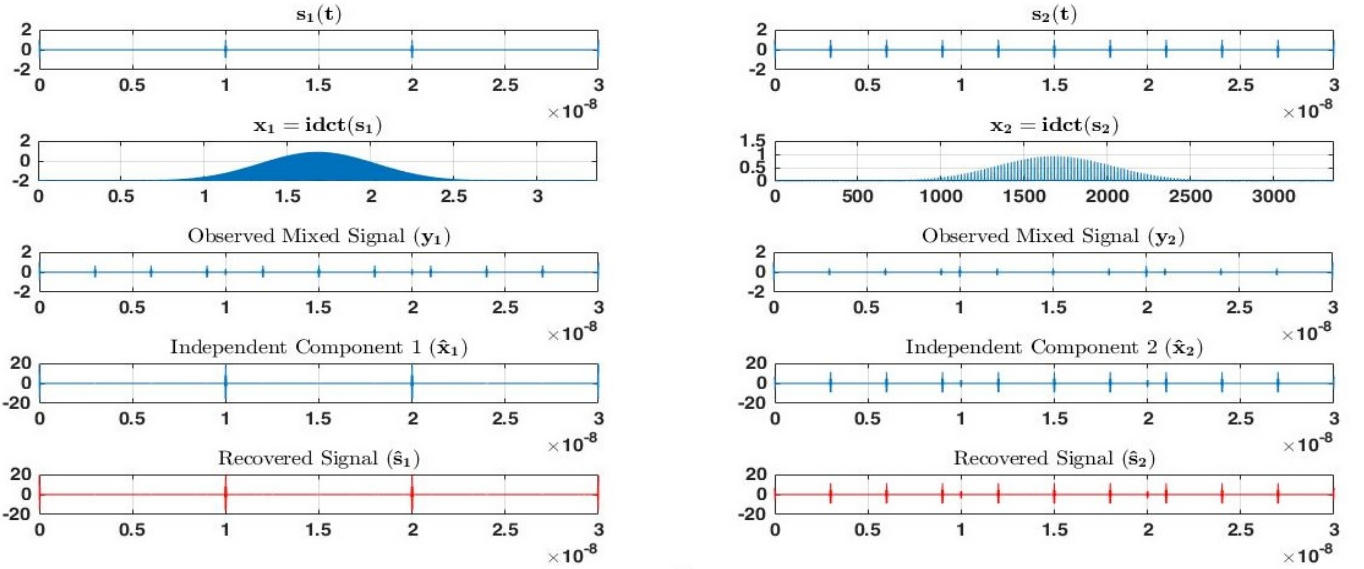 s₁(t)
2
0
-2
0 0.5 1 1.5 2 2.5 3
×10⁻⁸
s₂(t)
2
0
-2
0 0.5 1 1.5 2 2.5 3
×10⁻⁸
x₁ = idct(s₁)
2
0
-2
0 0.5 1 1.5 2 2.5 3
x₂ = idct(s₂)
1.5
1
0.5
0
0 500 1000 1500 2000 2500 3000
Observed Mixed Signal (y₁)
2
0
-2
0 0.5 1 1.5 2 2.5 3
×10⁻⁸
Observed Mixed Signal (y₂)
2
0
-2
0 0.5 1 1.5 2 2.5 3
×10⁻⁸
Independent Component 1 (x̂₁)
20
0
-20
0 0.5 1 1.5 2 2.5 3
×10⁻⁸
Independent Component 2 (x̂₂)
20
0
-20
0 0.5 1 1.5 2 2.5 3
×10⁻⁸
Recovered Signal (ŝ₁)
20
0
-20
0 0.5 1 1.5 2 2.5 3
×10⁻⁸
Recovered Signal (ŝ₂)
20
0
-20
0 0.5 1 1.5 2 2.5 3
×10⁻⁸